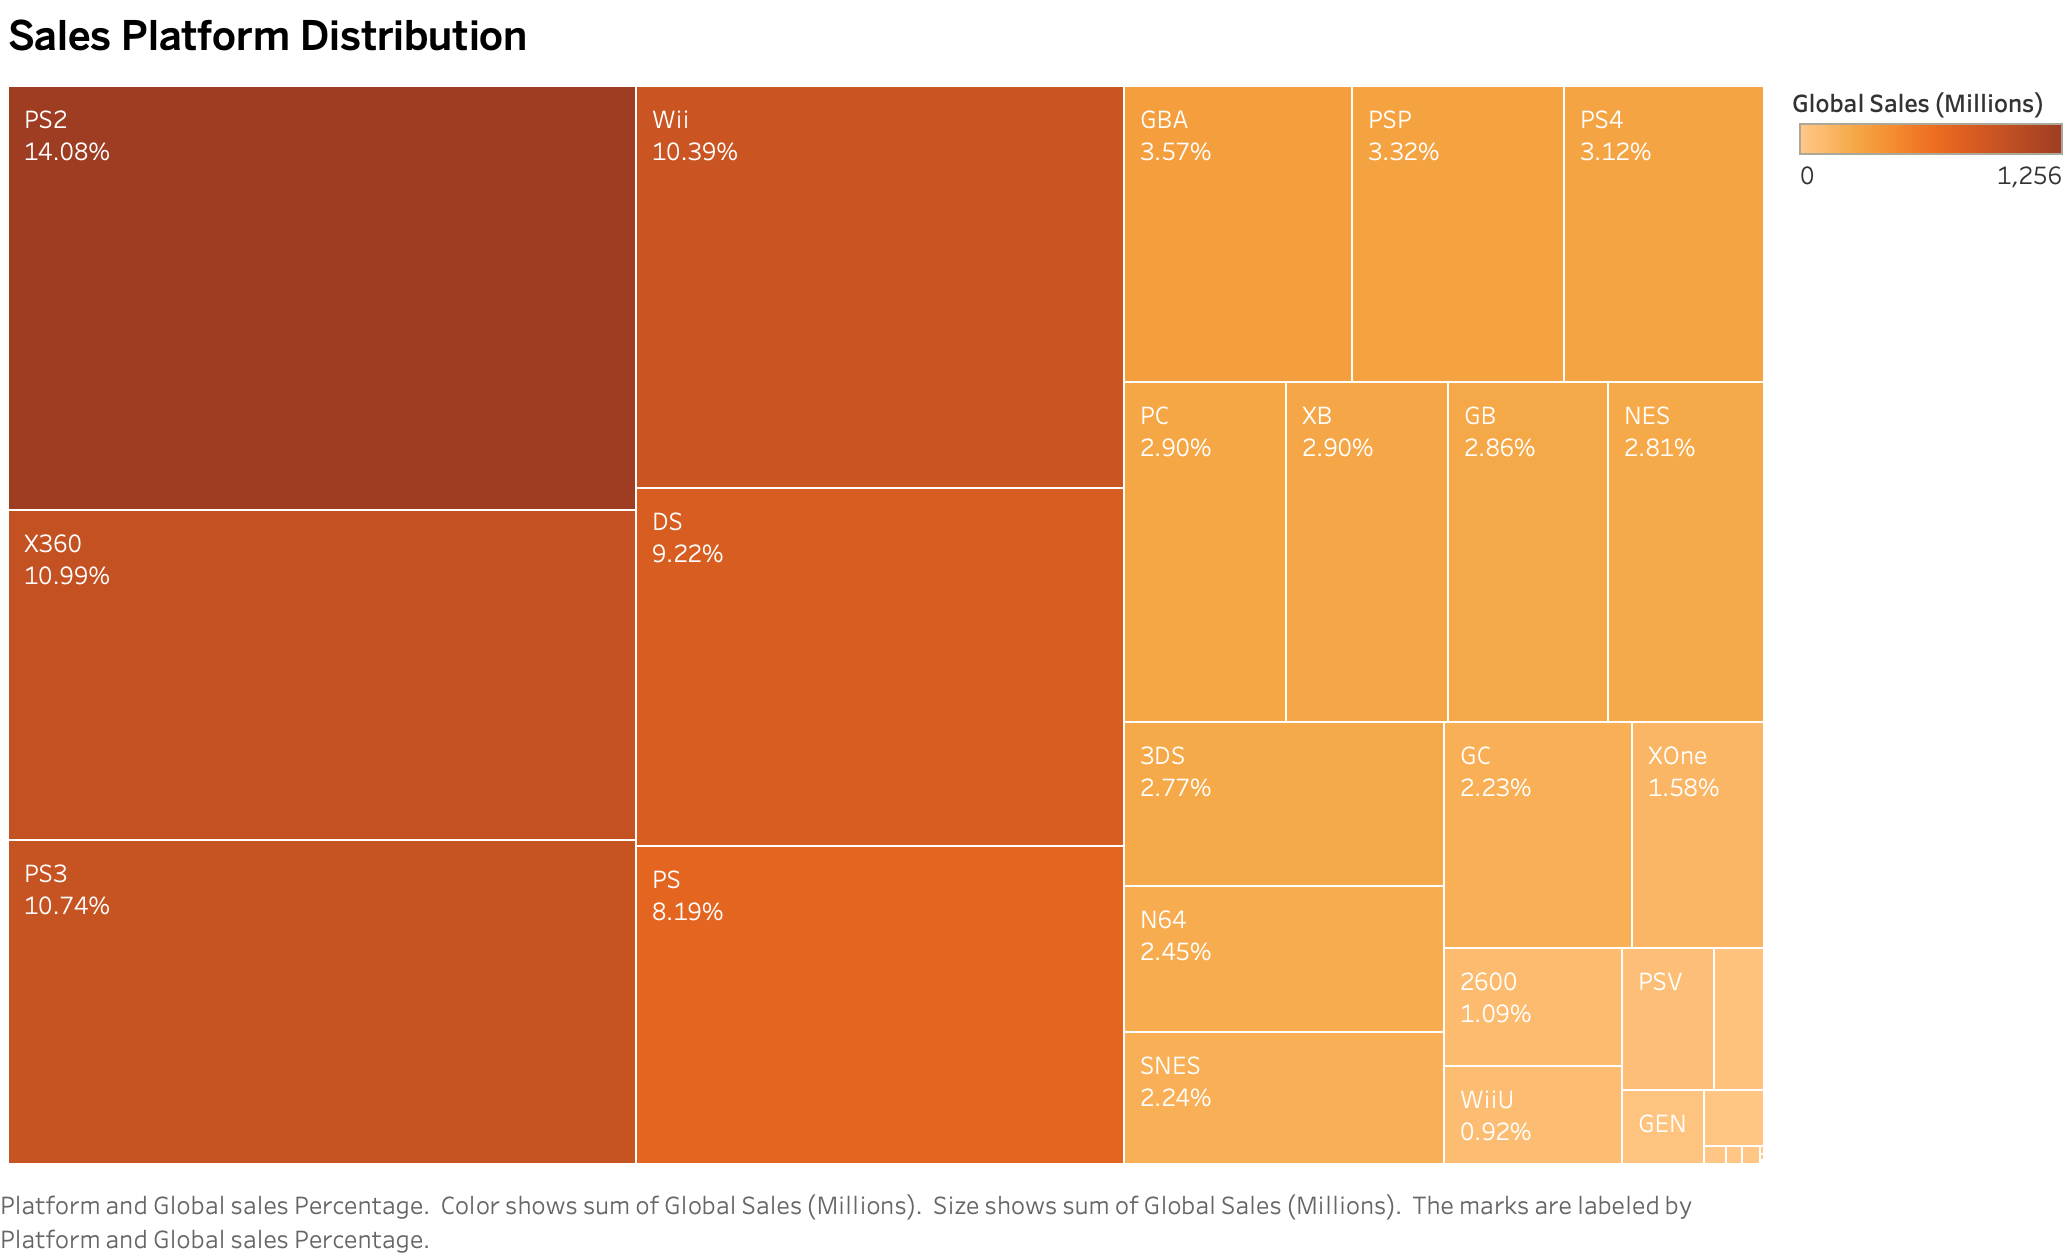 Sales Platform Distribution
PS2
14.08%
X360
10.99%
PS3
10.74%
Wii
10.39%
DS
9.22%
PS
8.19%
GBA
3.57%
PSP
3.32%
PS4
3.12%
PC
2.90%
XB
2.90%
GB
2.86%
NES
2.81%
3DS
2.77%
N64
2.45%
SNES
2.24%
GC
2.23%
XOne
1.58%
2600
1.09%
WiiU
0.92%
PSV
GEN
Global Sales (Millions)
0 1,256
Platform and Global sales Percentage. Color shows sum of Global Sales (Millions). Size shows sum of Global Sales (Millions). The marks are labeled by
Platform and Global sales Percentage.